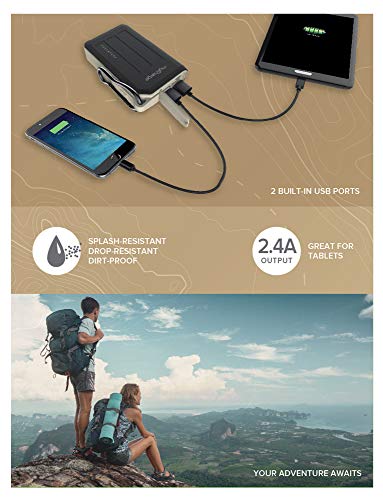 2 BUILT-IN USB PORTS
SPLASH-RESISTANT
DROP-RESISTANT
DIRT-PROOF
2.4A
OUTPUT
GREAT FOR
TABLETS
YOUR ADVENTURE AWAITS